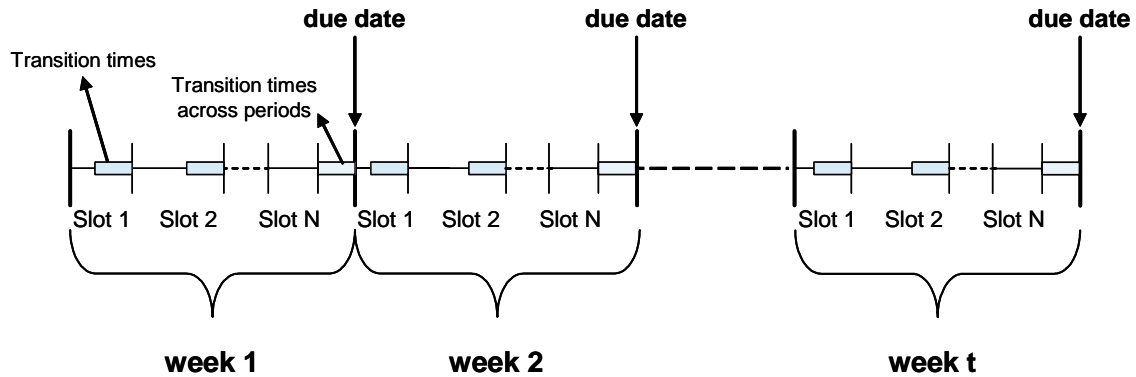 due date
due date
due date
Transition times
Transition times
across periods
Slot 1
Slot 2
Slot N
Slot 1
Slot 2
Slot N
Slot 1
Slot 2
Slot N
week 1
week 2
week t